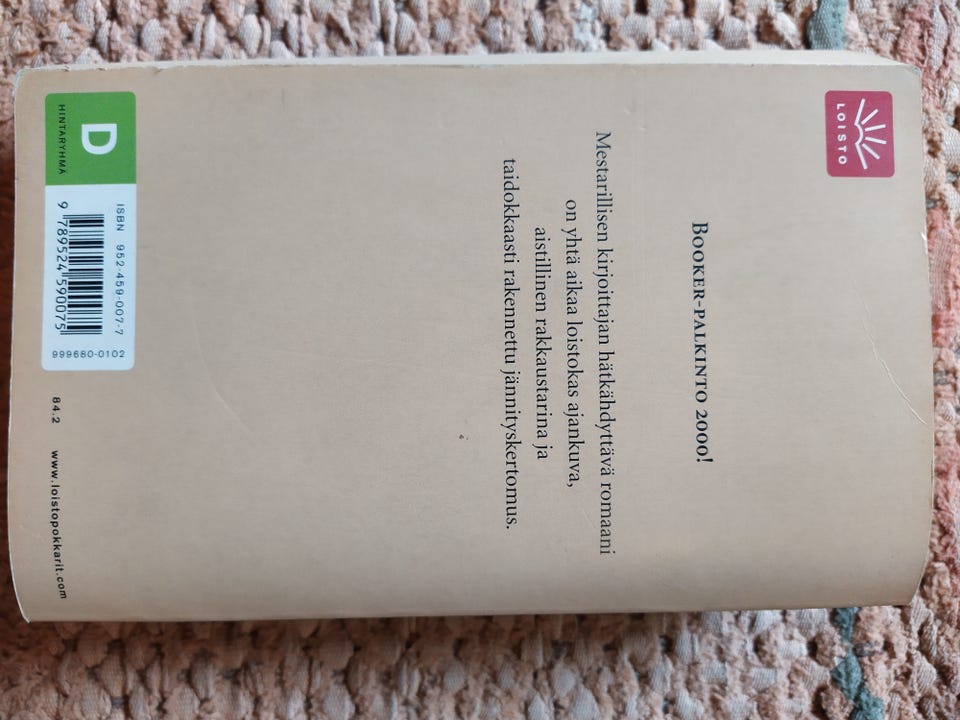 LOISTO
BOOKER-PALKINTO 2000!
Mestarillisen kirjoittajan hätkähdyttävä romaani
on yhtä aikaa loistokas ajankuva,
aistillinen rakkaustarina ja
taidokkaasti rakennettu jännityskertomus.
D
HINTARYHMÄ
ISBN 952-459-007-7
9 789524 590075
999680-0102
84.2
www.loistopokkarit.com